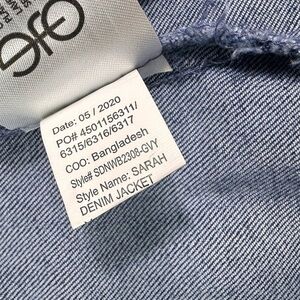 Date: 05 / 2020
PO# 4501156311/
6315/6316/6317
COO: Bangladesh
Style# SDNWB2308-GVY
Style Name: SARAH
DENIM JACKET